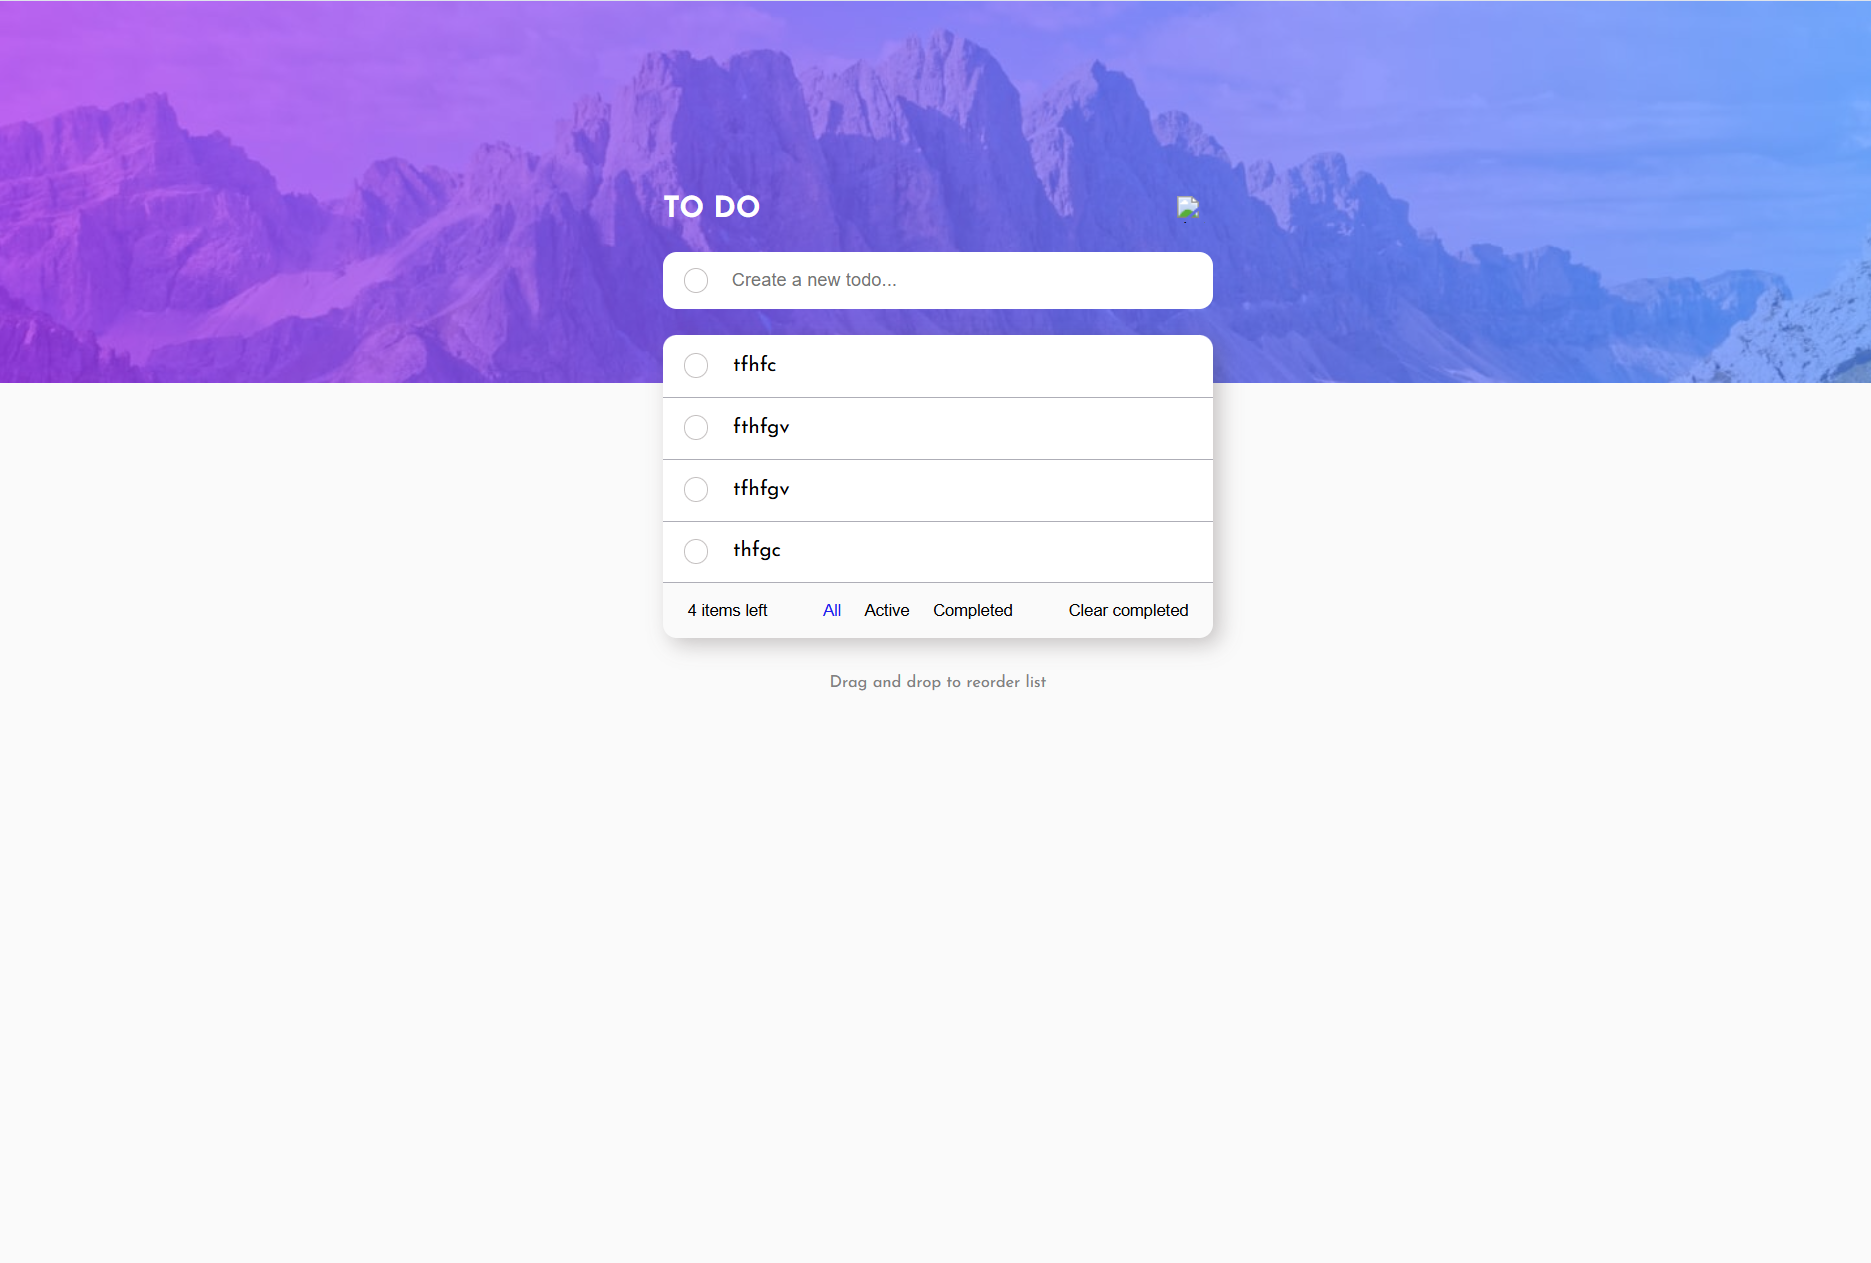 TO DO
Create a new todo...
tfhfc
fthfgv
tfhfgv
thfgc
4 items left All Active Completed Clear completed
Drag and drop to reorder list